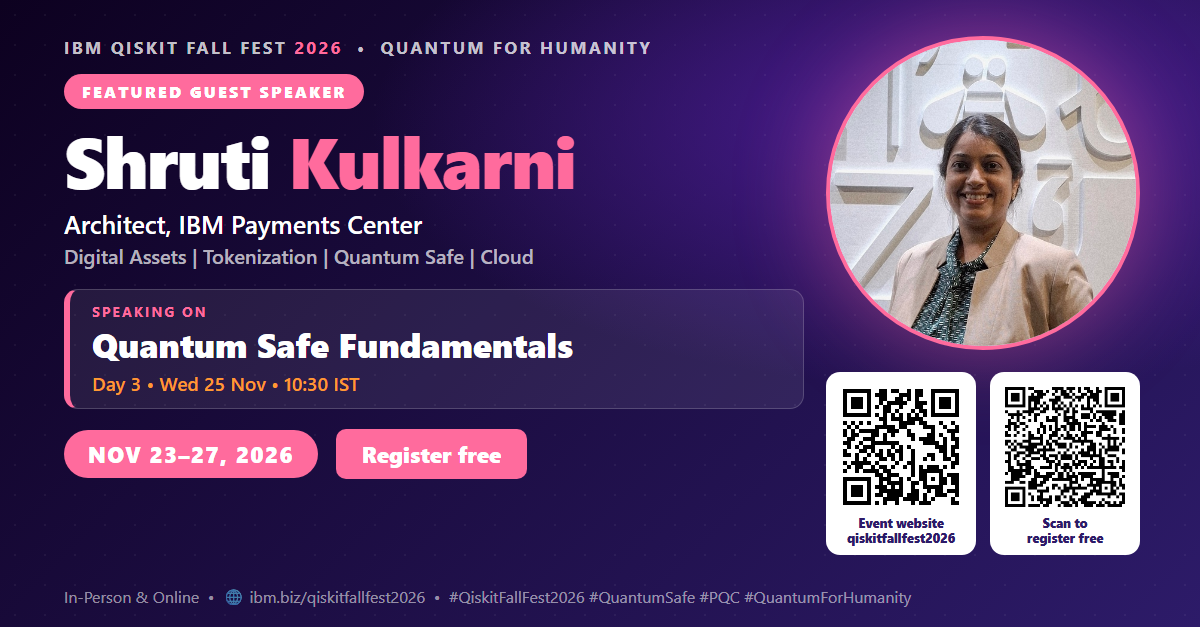 IBM QISKIT FALL FEST 2026 • QUANTUM FOR HUMANITY
FEATURED GUEST SPEAKER
Shruti Kulkarni
Architect, IBM Payments Center
Digital Assets | Tokenization | Quantum Safe | Cloud
SPEAKING ON
Quantum Safe Fundamentals
Day 3 • Wed 25 Nov • 10:30 IST
NOV 23–27, 2026
Register free
Event website
qiskitfallfest2026
Scan to
register free
In-Person & Online • 🌐 ibm.biz/qiskitfallfest2026 • #QiskitFallFest2026 #QuantumSafe #PQC #QuantumForHumanity